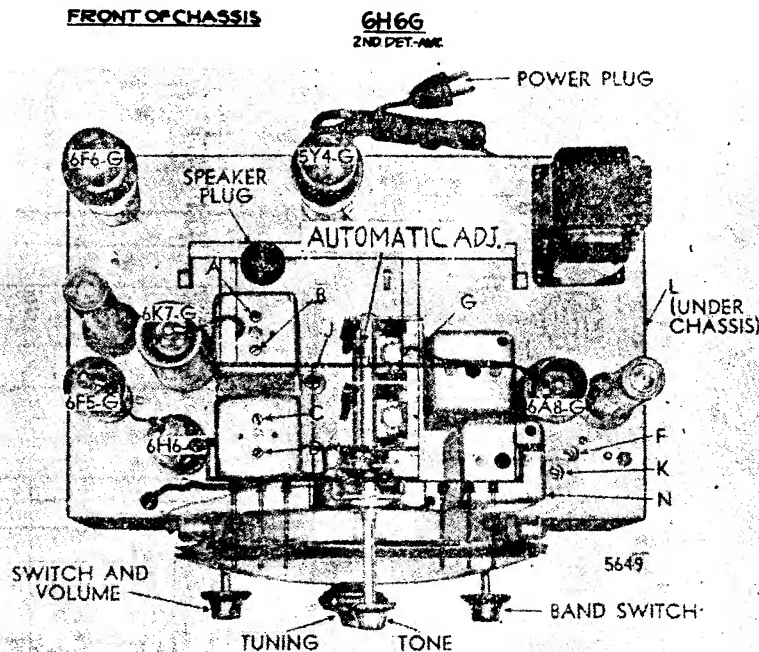 FRONT OF CHASSIS
6H6G
2ND DET.-AVC
POWER PLUG
6F6-G
5Y4-G
SPEAKER
PLUG
AUTOMATIC ADJ.
A
B
J
G
L
(UNDER
CHASSIS)
6K7-G
6F5-G
6A8-G
C
6H6-G
D
F
K
N
5649
SWITCH AND
VOLUME
BAND SWITCH
TUNING
TONE